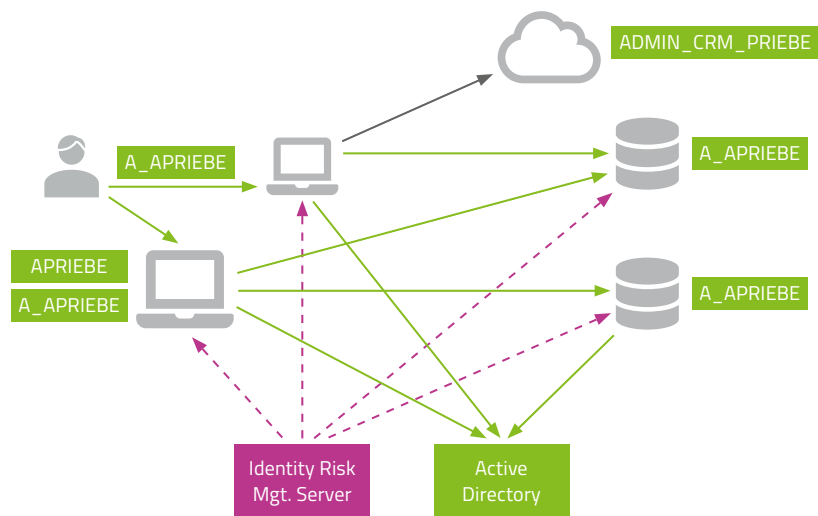 ADMIN_CRM_PRIEBE
A_APRIEBE
A_APRIEBE
APRIEBE
A_APRIEBE
A_APRIEBE
Identity Risk
Mgt. Server
Active
Directory